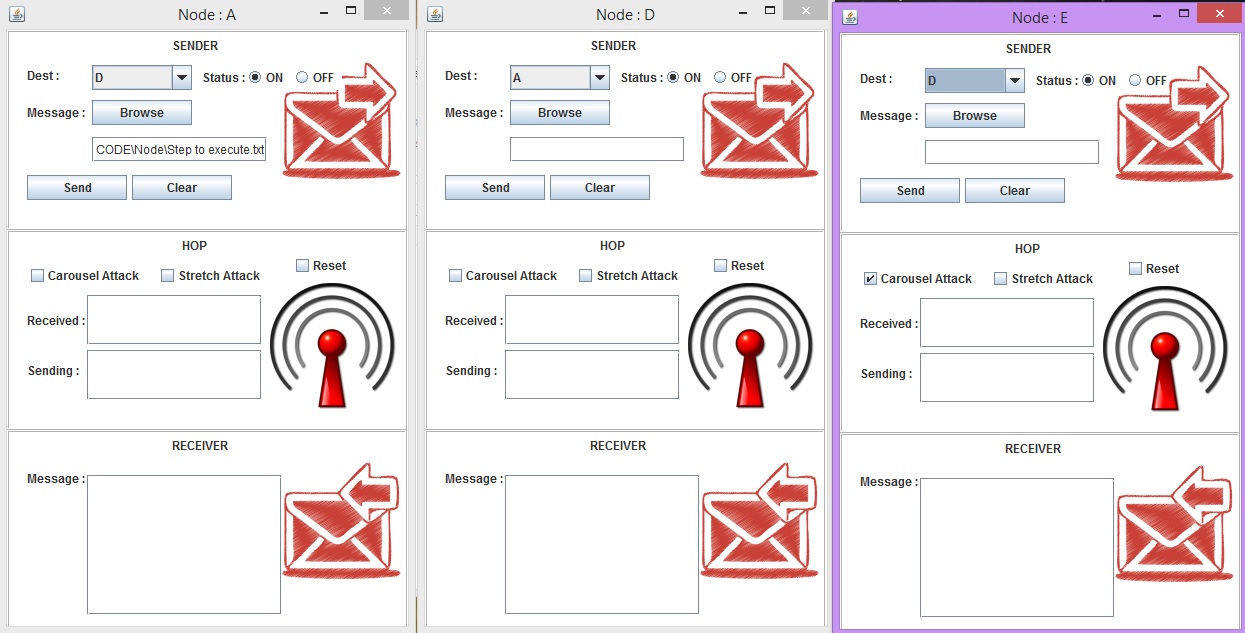 Node : A
SENDER
Dest :
D
Status :
ON
OFF
Message :
Browse
CODE\Node\Step to execute.txt
Send
Clear
HOP
Carousel Attack
Stretch Attack
Reset
Received :
Sending :
RECEIVER
Message :
Node : D
SENDER
Dest :
A
Status :
ON
OFF
Message :
Browse
Send
Clear
HOP
Carousel Attack
Stretch Attack
Reset
Received :
Sending :
RECEIVER
Message :
Node : E
SENDER
Dest :
D
Status :
ON
OFF
Message :
Browse
Send
Clear
HOP
Carousel Attack
Stretch Attack
Reset
Received :
Sending :
RECEIVER
Message :